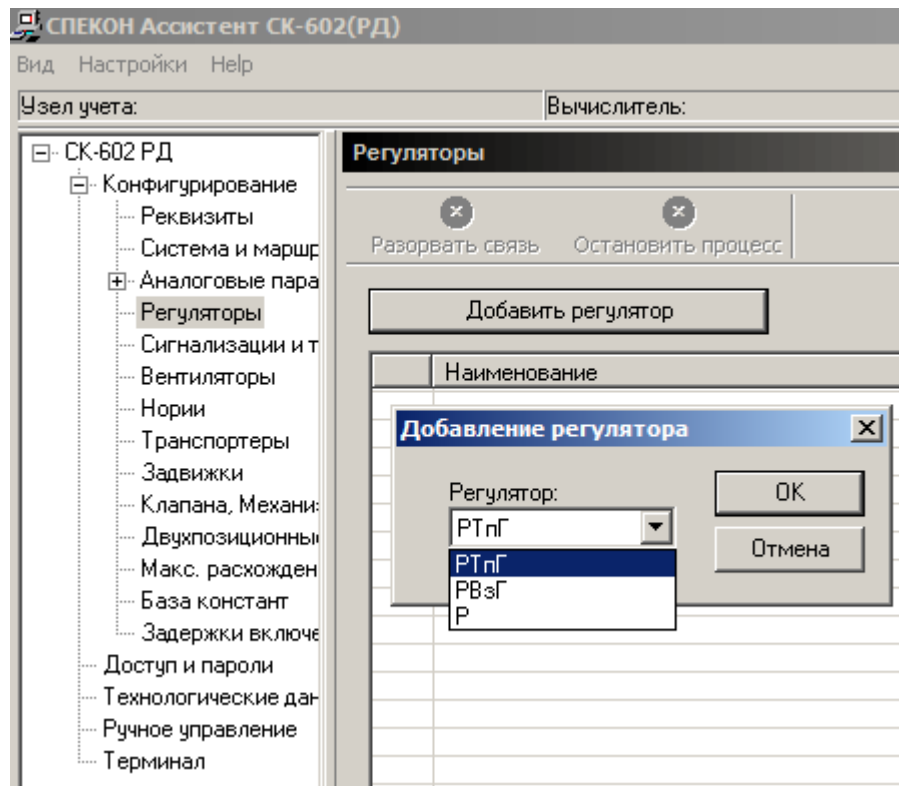 СПЕКОН Ассистент СК-602(РД)
Вид Настройки Help
Узел учета: Вычислитель:
СК-602 РД
Конфигурирование
Реквизиты
Система и маршр
Аналоговые пара
Регуляторы
Сигнализации и т
Вентиляторы
Нории
Транспортеры
Задвижки
Клапана, Механи
Двухпозиционны
Макс. расхожден
База констант
Задержки включе
Доступ и пароли
Технологические дан
Ручное управление
Терминал
Регуляторы
Разорвать связь Остановить процесс
Добавить регулятор
Наименование
Добавление регулятора
Регулятор:
РТпГ
РТпГ
РВзГ
Р
OK
Отмена